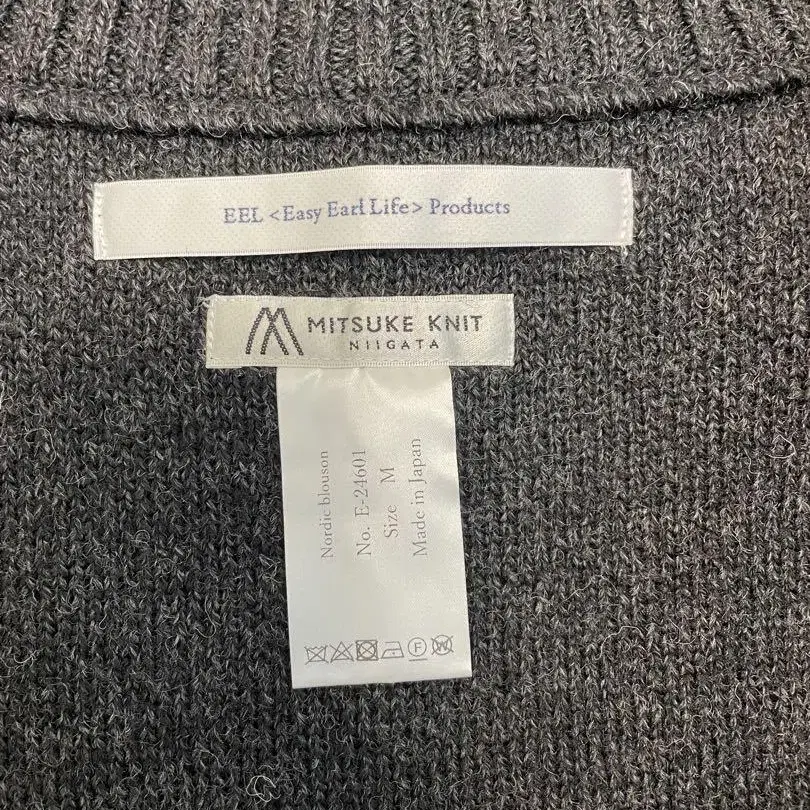 EEL <Easy Earl Life> Products
MITSUKE KNIT
NIIGATA
Nordic blouson
No. E-24601
Size M
Made in Japan
F
W